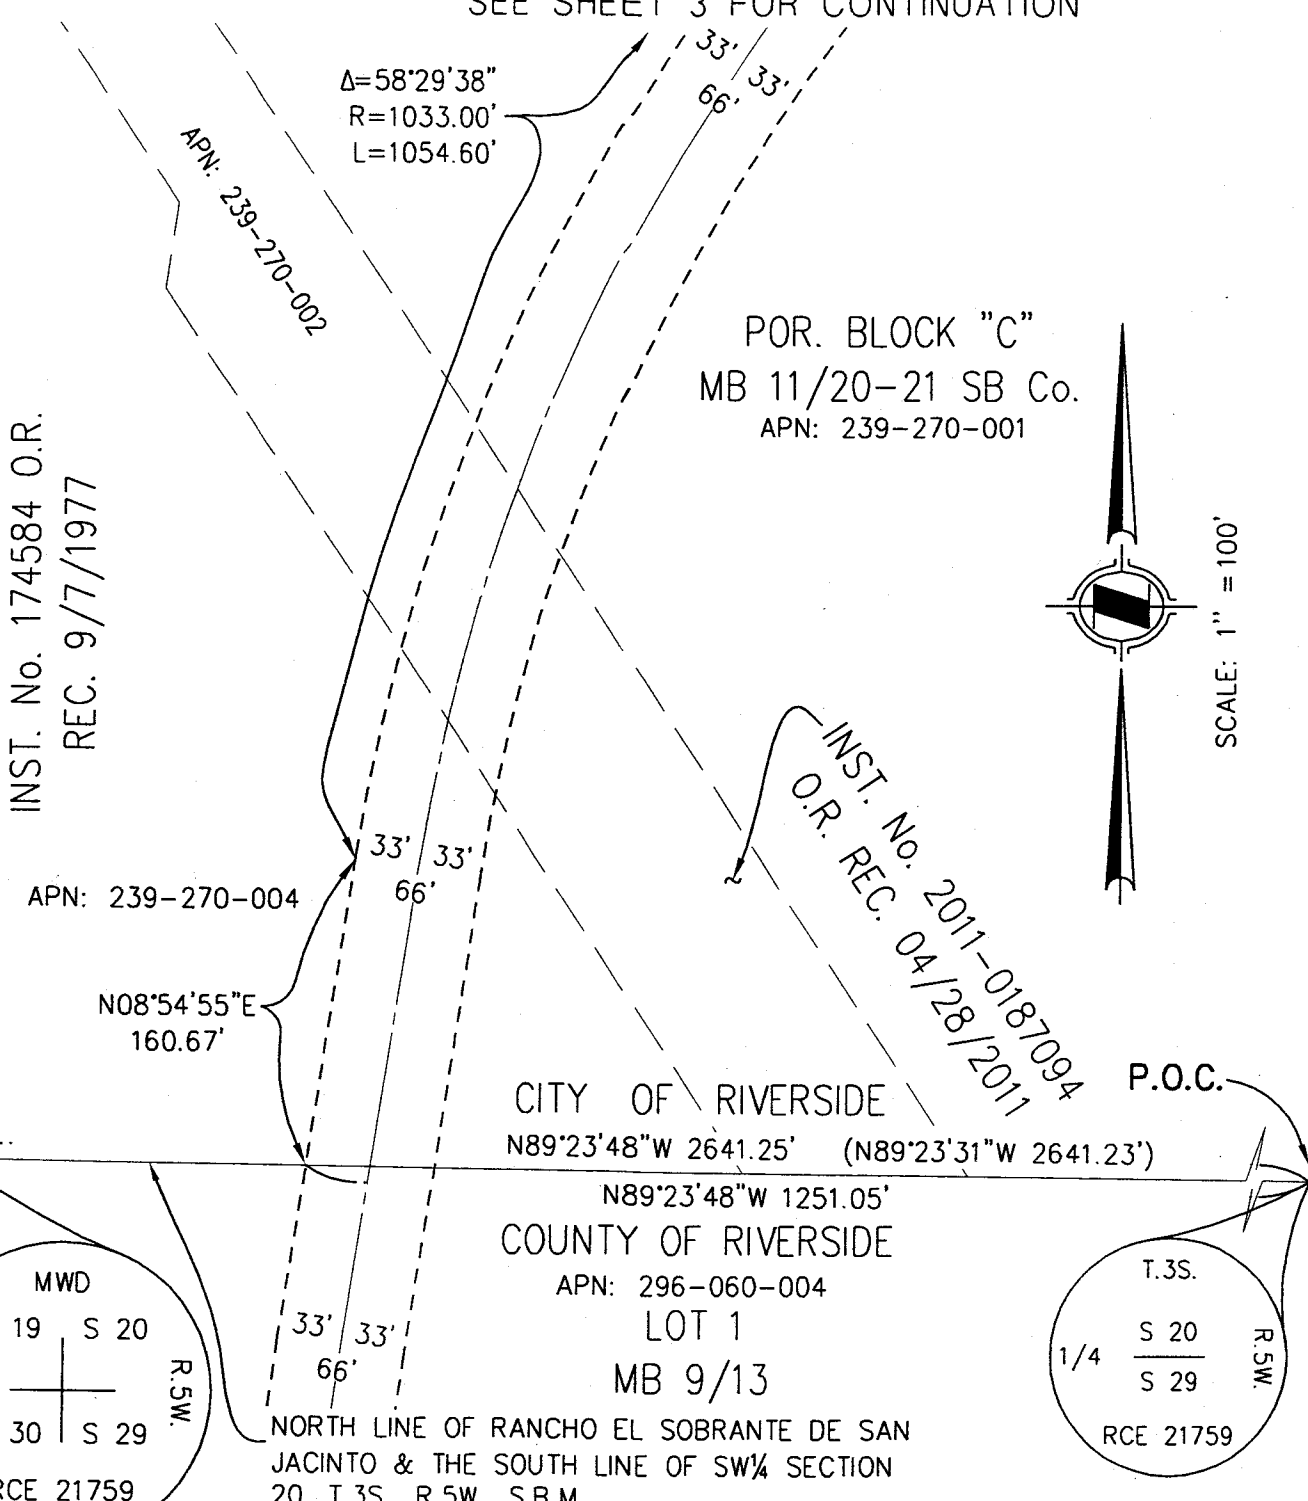 SEE SHEET 3 FOR CONTINUATION
33' 33'
66'
Δ=58°29'38"
R=1033.00'
L=1054.60'
APN: 239-270-002
POR. BLOCK "C"
MB 11/20-21 SB Co.
APN: 239-270-001
INST. No. 174584 O.R.
REC. 9/7/1977
SCALE: 1" = 100'
INST. No. 2011-0187094
O.R. REC. 04/28/2011
33' 33'
66'
APN: 239-270-004
N08°54'55"E
160.67'
P.O.C.
CITY OF RIVERSIDE
N89°23'48"W 2641.25' (N89°23'31"W 2641.23')
N89°23'48"W 1251.05'
COUNTY OF RIVERSIDE
APN: 296-060-004
LOT 1
MB 9/13
33' 33'
66'
MWD
19 S 20
30 S 29
R.5W.
RCE 21759
T.3S.
1/4 S 20
S 29
R.5W.
RCE 21759
NORTH LINE OF RANCHO EL SOBRANTE DE SAN
JACINTO & THE SOUTH LINE OF SW¼ SECTION
20 T.3S. R.5W. S.B.M.